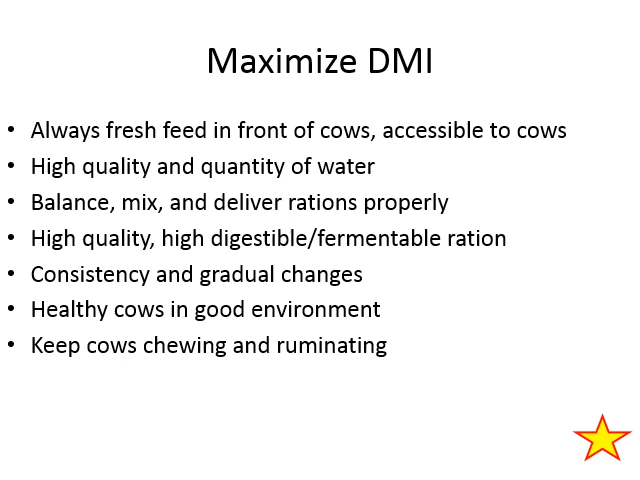 Maximize DMI
• Always fresh feed in front of cows, accessible to cows
• High quality and quantity of water
• Balance, mix, and deliver rations properly
• High quality, high digestible/fermentable ration
• Consistency and gradual changes
• Healthy cows in good environment
• Keep cows chewing and ruminating